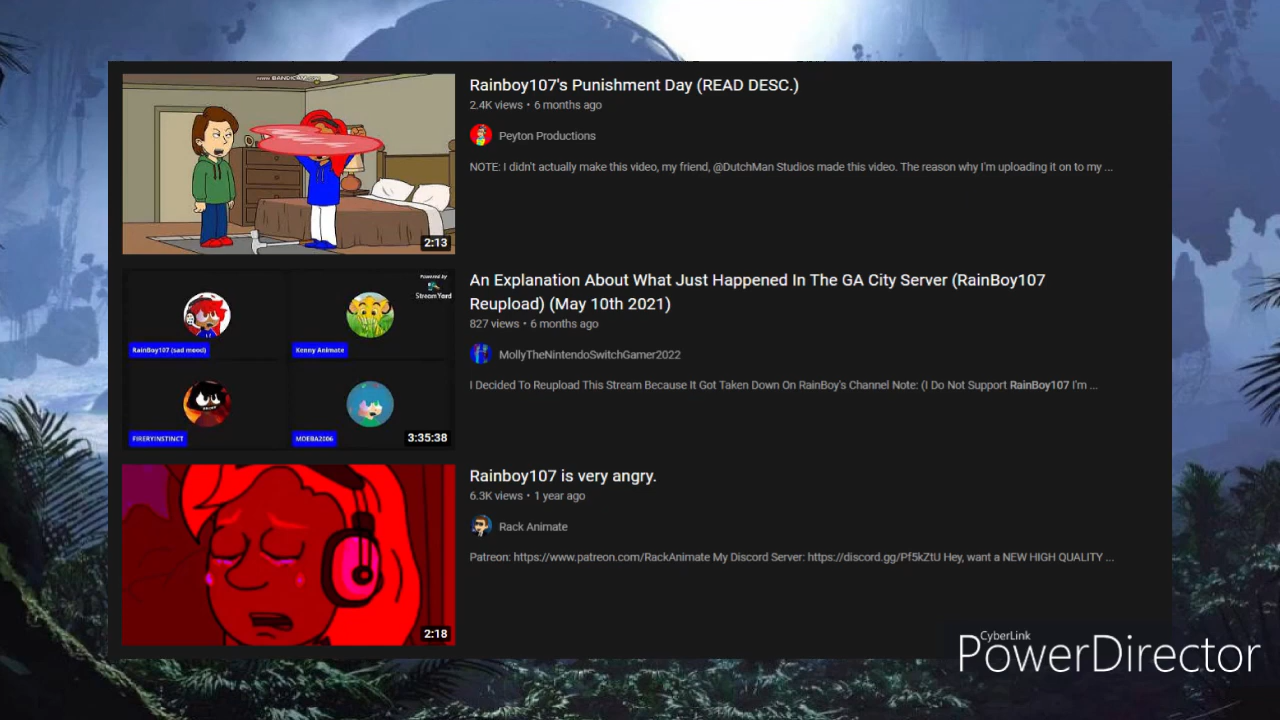 WWW.BANDICAM.COM
Rainboy107's Punishment Day (READ DESC.)
2.4K views • 6 months ago
Peyton Productions
NOTE: I didn't actually make this video, my friend, @DutchMan Studios made this video. The reason why I'm uploading it on to my ...
2:13
An Explanation About What Just Happened In The GA City Server (RainBoy107
Reupload) (May 10th 2021)
827 views • 6 months ago
MollyTheNintendoSwitchGamer2022
I Decided To Reupload This Stream Because It Got Taken Down On RainBoy's Channel Note: (I Do Not Support RainBoy107 I'm ...
Powered by
StreamYard
RainBoy107 (sad mood)
Kenny Animate
FIRERYINSTINCT
MOEBA2006
3:35:38
Rainboy107 is very angry.
6.3K views • 1 year ago
Rack Animate
Patreon: https://www.patreon.com/RackAnimate My Discord Server: https://discord.gg/Pf5kZtU Hey, want a NEW HIGH QUALITY ...
2:18
CyberLink
PowerDirector